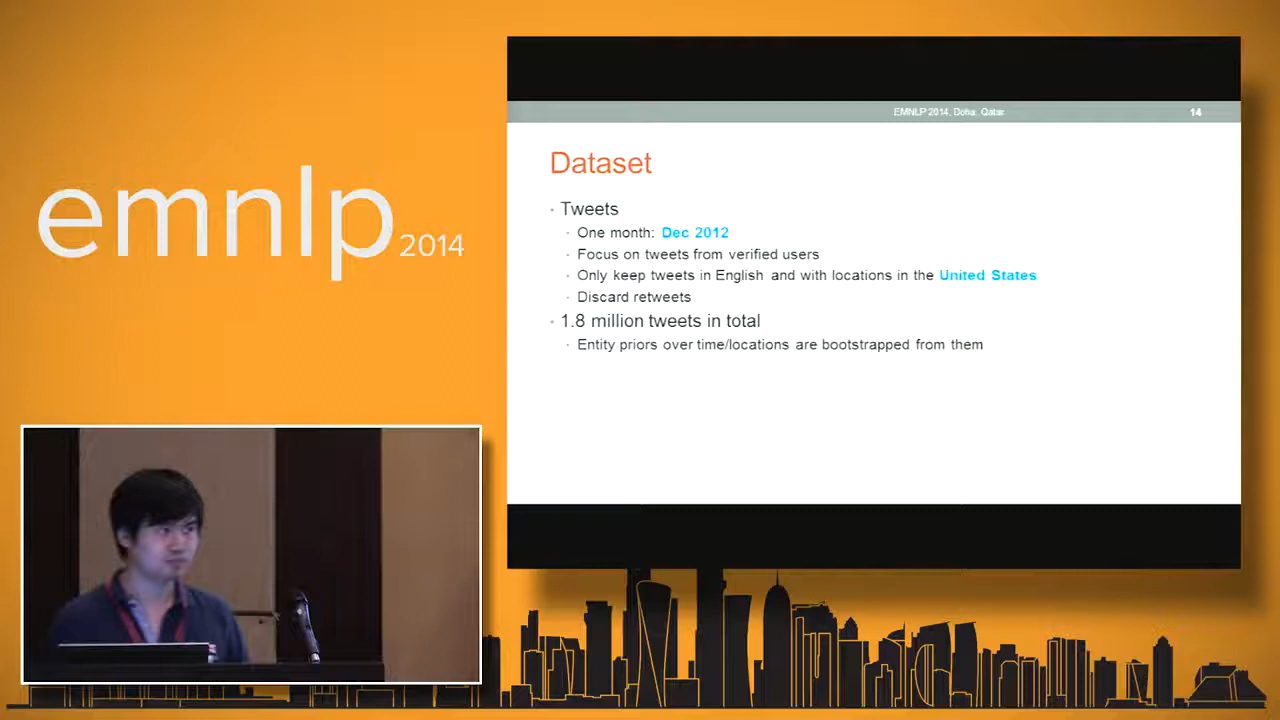 emnlp 2014
EMNLP 2014, Doha, Qatar
14
Dataset
• Tweets
• One month: Dec 2012
• Focus on tweets from verified users
• Only keep tweets in English and with locations in the United States
• Discard retweets
• 1.8 million tweets in total
• Entity priors over time/locations are bootstrapped from them